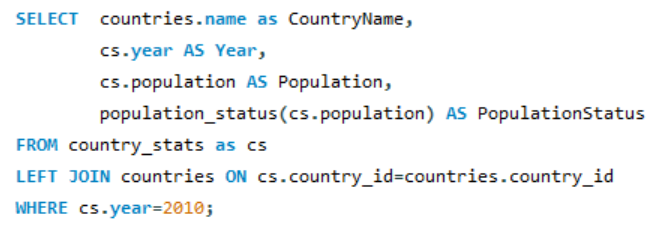 SELECT countries.name as CountryName,
cs.year AS Year,
cs.population AS Population,
population_status(cs.population) AS PopulationStatus
FROM country_stats as cs
LEFT JOIN countries ON cs.country_id=countries.country_id
WHERE cs.year=2010;